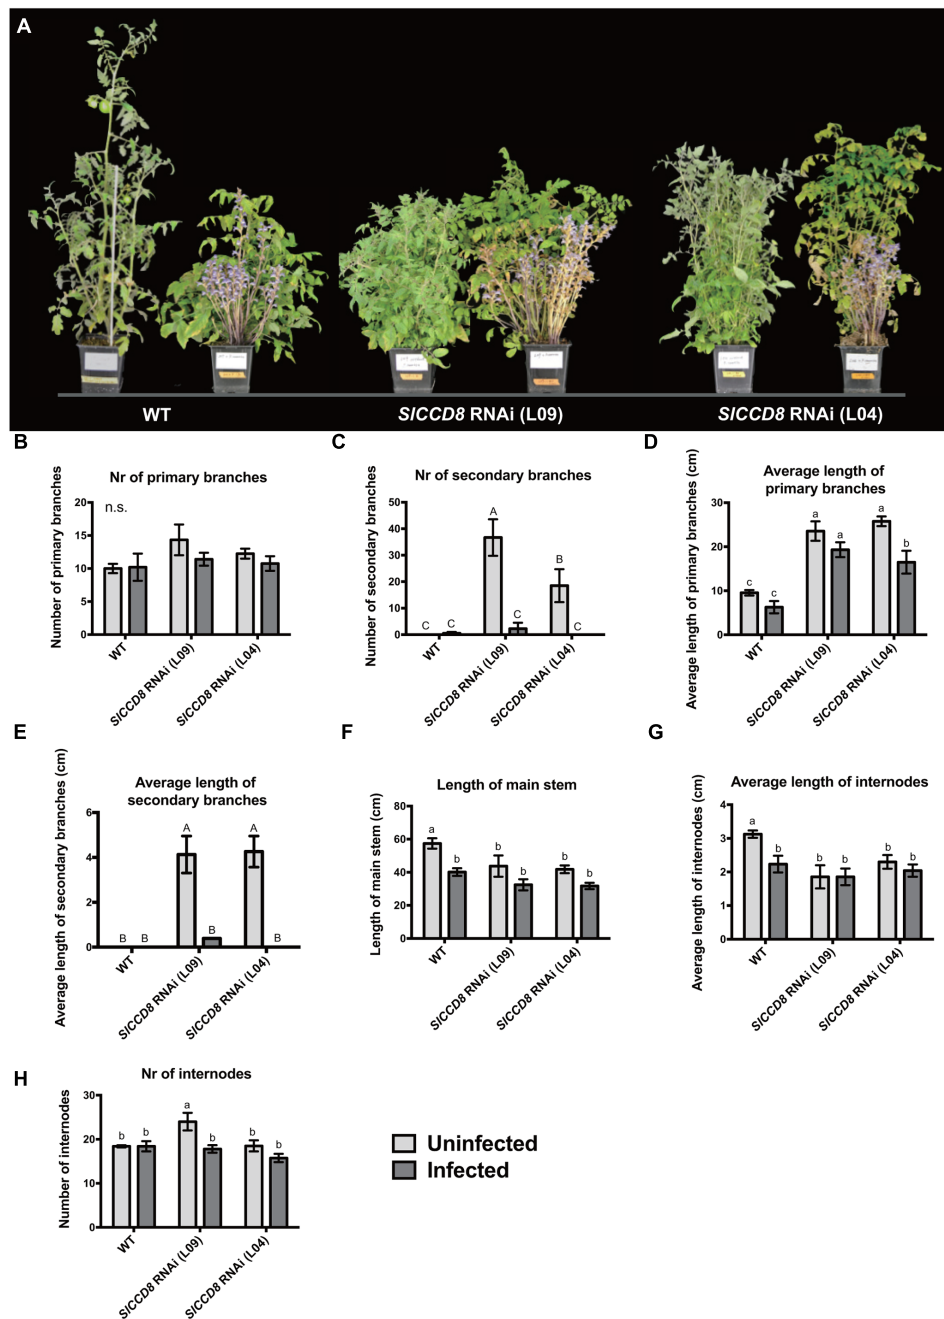 A
WT
SlCCD8 RNAi (L09)
SlCCD8 RNAi (L04)
B
Nr of primary branches
Number of primary branches
20
15
10
5
0
n.s.
WT
SlCCD8 RNAi (L09)
SlCCD8 RNAi (L04)
C
Nr of secondary branches
Number of secondary branches
50
40
30
20
10
0
C
C
A
C
B
C
WT
SlCCD8 RNAi (L09)
SlCCD8 RNAi (L04)
D
Average length of
primary branches
Average length of primary branches (cm)
30
20
10
0
c
c
a
a
a
b
WT
SlCCD8 RNAi (L09)
SlCCD8 RNAi (L04)
E
Average length of
secondary branches
Average length of secondary branches (cm)
6
4
2
0
B
B
A
B
A
B
WT
SlCCD8 RNAi (L09)
SlCCD8 RNAi (L04)
F
Length of main stem
Length of main stem (cm)
80
60
40
20
0
a
b
b
b
b
b
WT
SlCCD8 RNAi (L09)
SlCCD8 RNAi (L04)
G
Average length of internodes
Average length of internodes (cm)
4
3
2
1
0
a
b
b
b
b
b
WT
SlCCD8 RNAi (L09)
SlCCD8 RNAi (L04)
H
Nr of internodes
Number of internodes
30
20
10
0
b
b
a
b
b
b
WT
SlCCD8 RNAi (L09)
SlCCD8 RNAi (L04)
Uninfected
Infected